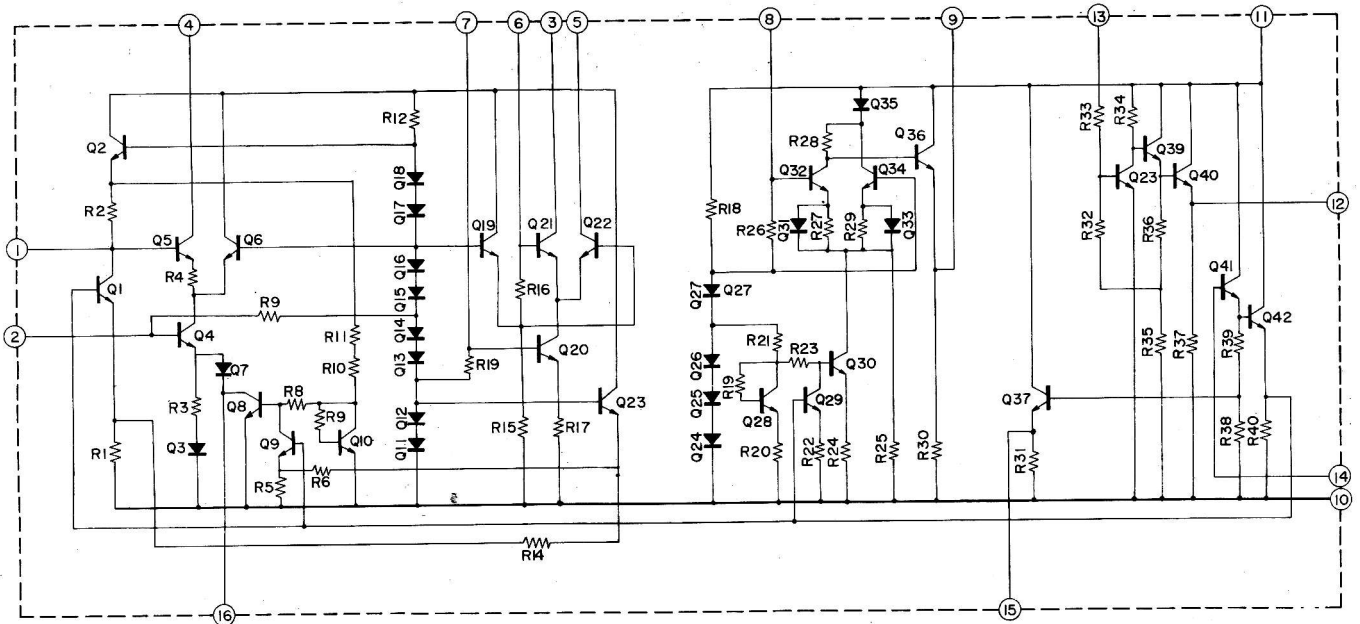 4 7 6 3 5 8 9 13 11
R12 Q35 R33 R34
Q2 R28 Q36 Q39
Q18 Q32 Q34 Q23 Q40
Q17 R18
R2 Q5 Q6 Q19 Q21 Q22 R26 Q31 R27 R29 Q33 R32 R36 12
1
R4 Q16 R16 Q41
Q1 R9 Q15 Q27 Q27 Q42
2 Q4 R11 Q14 Q20 R21 R23 Q30 R35 R37 R39
Q7 R10 Q13 R19 Q26
R3 Q8 R8 R9 Q12 Q23 Q25 R19 Q28 Q29 Q37
R1 Q3 Q9 Q10 Q11 R15 R17 Q24 R20 R22 R24 R25 R30 R31 R38 R40
R5 R6 14
10
R14
16 15